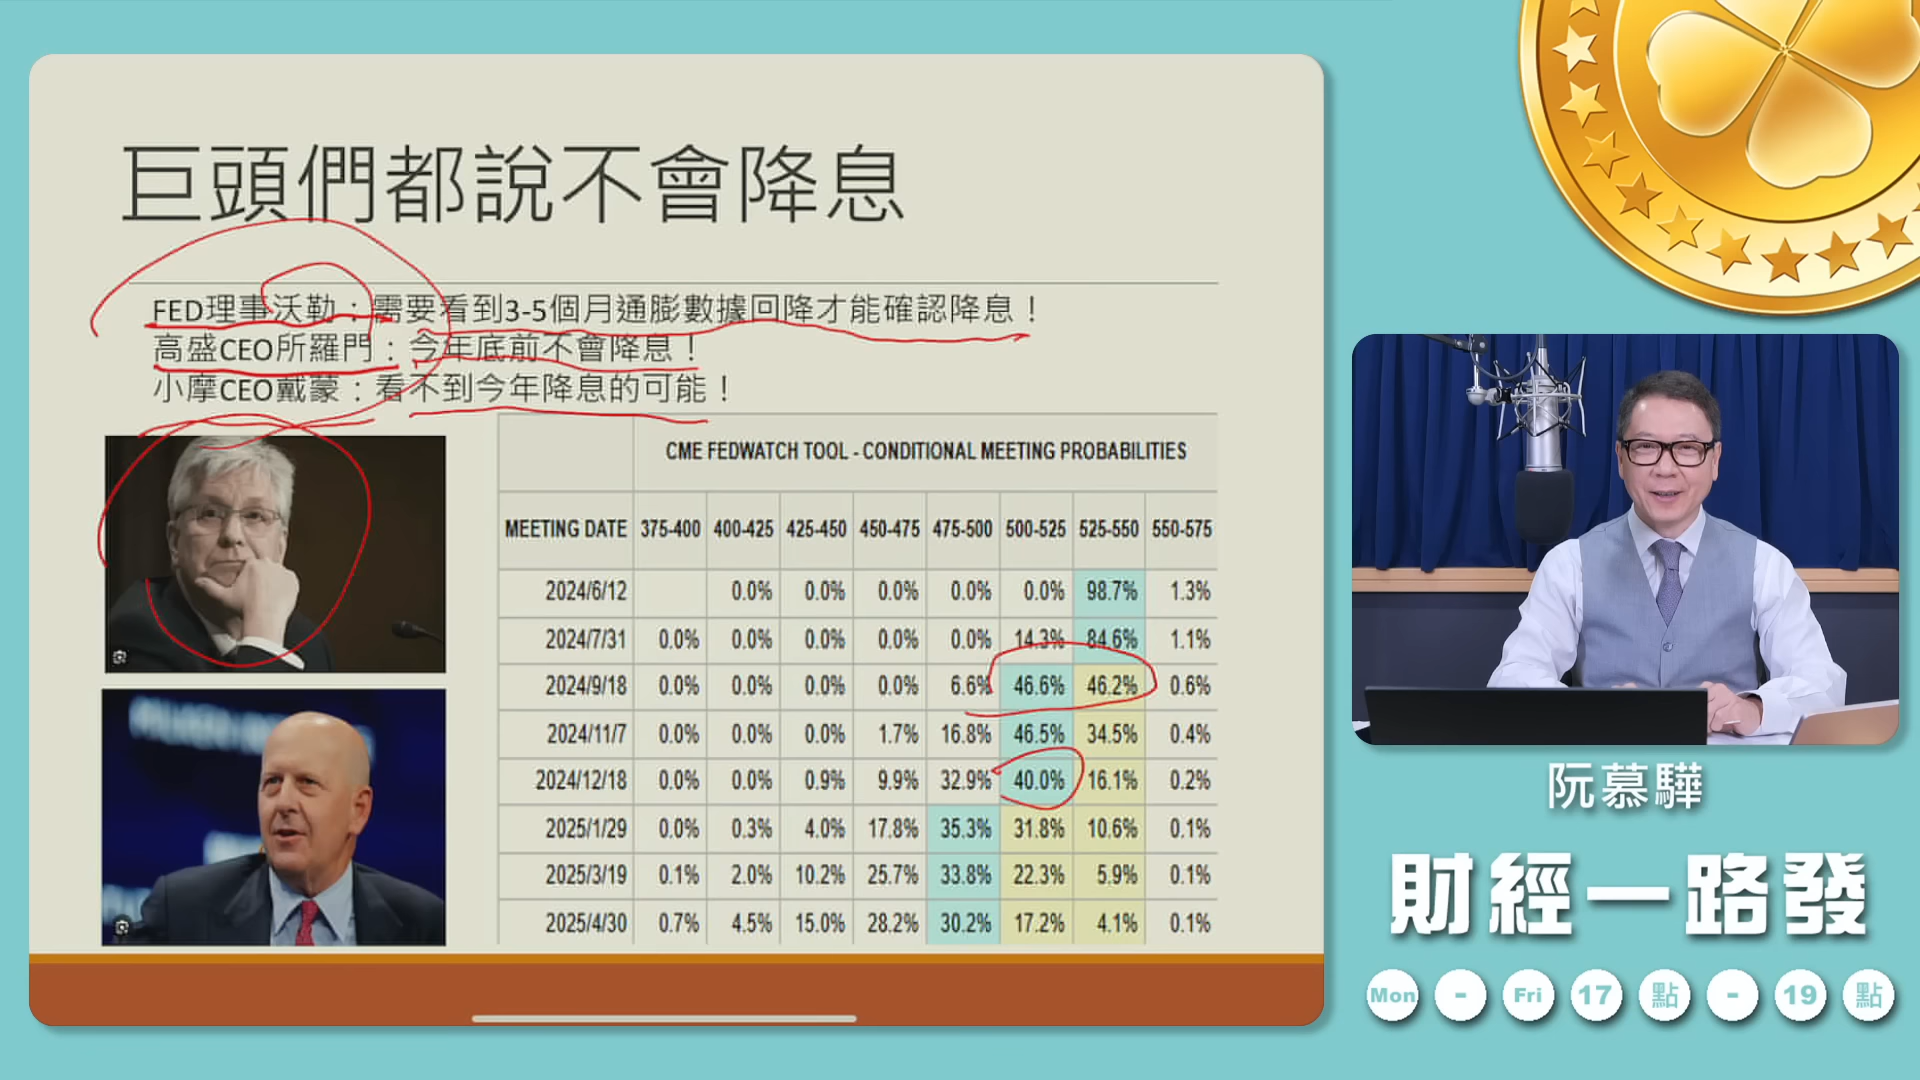 巨頭們都說不會降息
FED理事沃勒：需要看到3-5個月通膨數據回降才能確認降息！
高盛CEO所羅門：今年底前不會降息！
小摩CEO戴蒙：看不到今年降息的可能！
CME FEDWATCH TOOL - CONDITIONAL MEETING PROBABILITIES
MEETING DATE 375-400 400-425 425-450 450-475 475-500 500-525 525-550 550-575
2024/6/12 0.0% 0.0% 0.0% 0.0% 0.0% 98.7% 1.3%
2024/7/31 0.0% 0.0% 0.0% 0.0% 0.0% 14.3% 84.6% 1.1%
2024/9/18 0.0% 0.0% 0.0% 0.0% 6.6% 46.6% 46.2% 0.6%
2024/11/7 0.0% 0.0% 0.0% 1.7% 16.8% 46.5% 34.5% 0.4%
2024/12/18 0.0% 0.0% 0.9% 9.9% 32.9% 40.0% 16.1% 0.2%
2025/1/29 0.0% 0.3% 4.0% 17.8% 35.3% 31.8% 10.6% 0.1%
2025/3/19 0.1% 2.0% 10.2% 25.7% 33.8% 22.3% 5.9% 0.1%
2025/4/30 0.7% 4.5% 15.0% 28.2% 30.2% 17.2% 4.1% 0.1%
阮慕驊
財經一路發
Mon - Fri 17 點 - 19 點